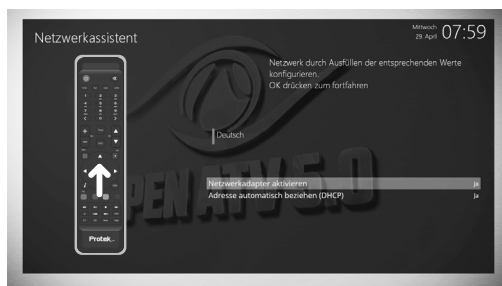 Netzwerkassistent
Mittwoch
29. April
07:59
Netzwerk durch Ausfüllen der entsprechenden Werte
konfigurieren.
OK drücken zum fortfahren
Deutsch
Netzwerkadapter aktivieren Ja
Adresse automatisch beziehen (DHCP) Ja
OPEN ATV 5.0
Protek